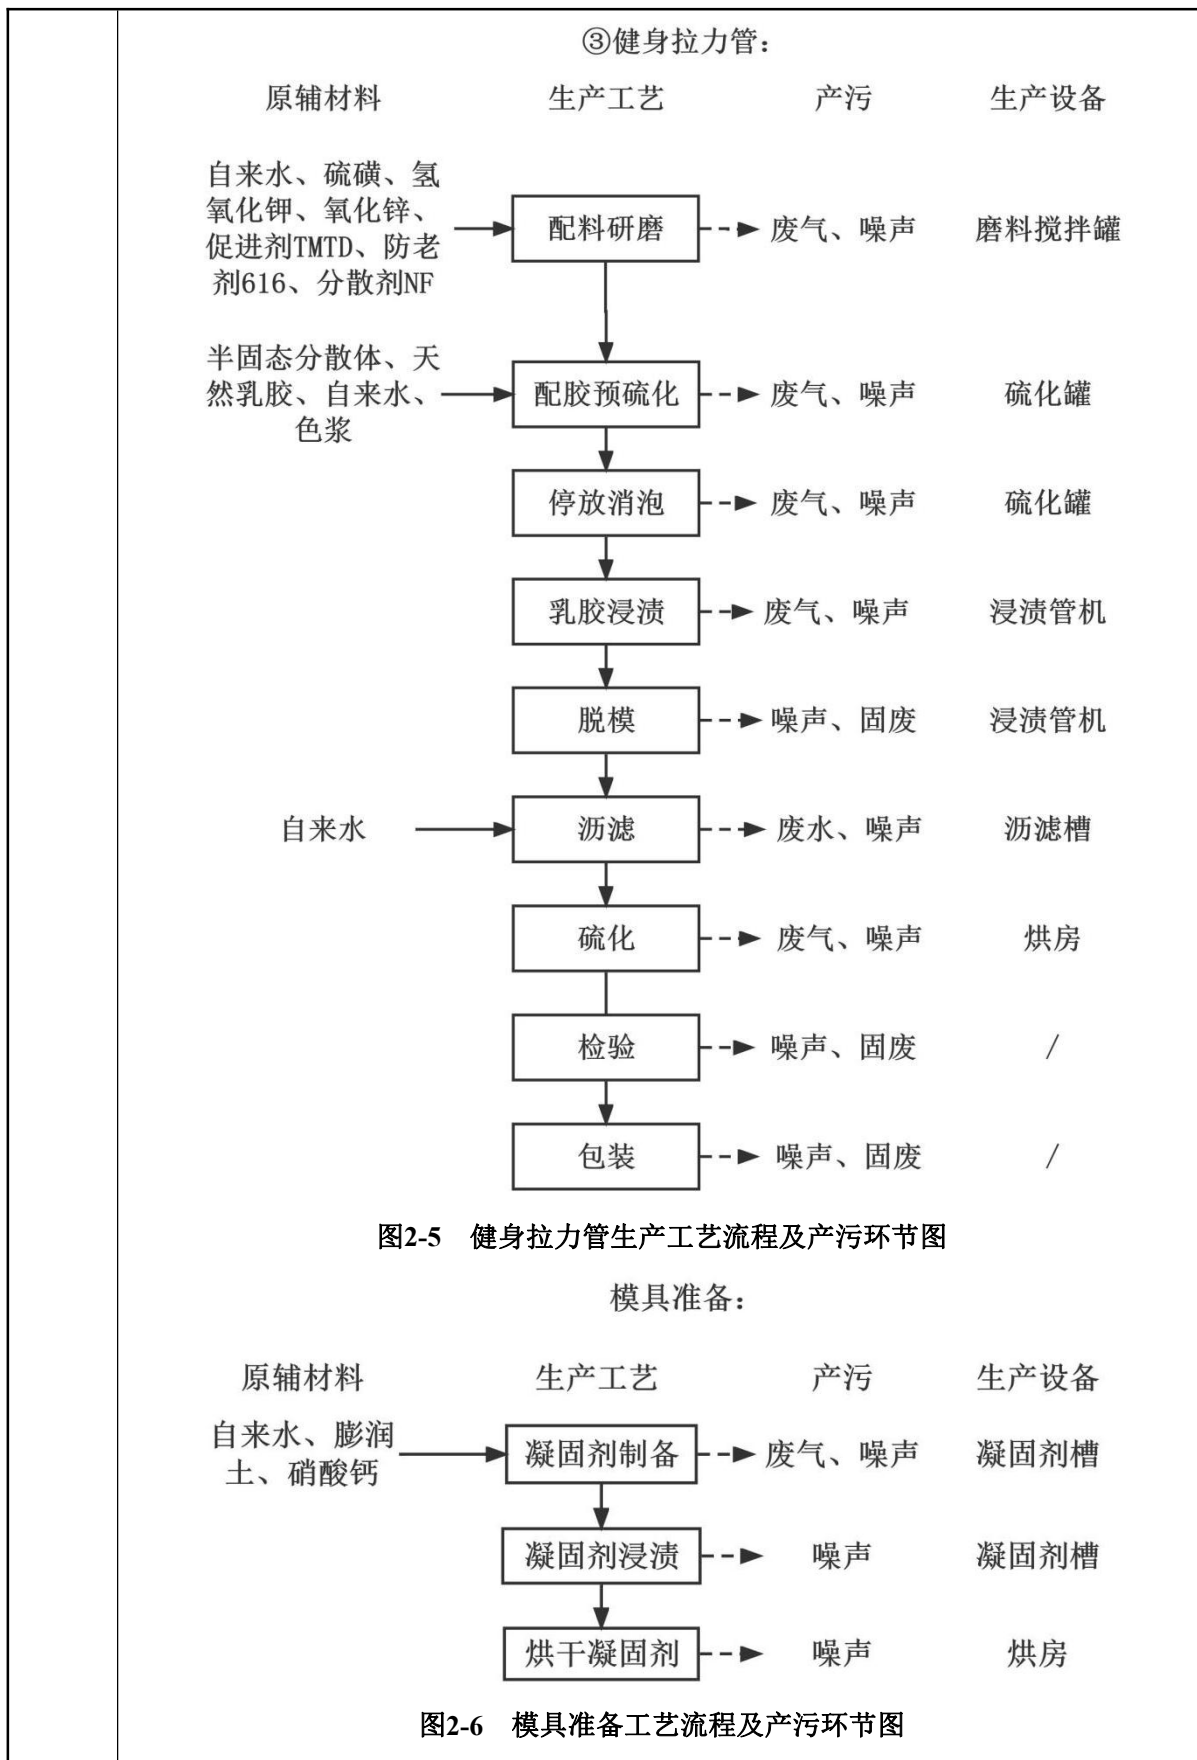 ③健身拉力管：
原辅材料 生产工艺 产污 生产设备
自来水、硫磺、氢
氧化钾、氧化锌、
促进剂TMTD、防老
剂616、分散剂NF
配料研磨 废气、噪声 磨料搅拌罐
半固态分散体、天
然乳胶、自来水、
色浆
配胶预硫化 废气、噪声 硫化罐
停放消泡 废气、噪声 硫化罐
乳胶浸渍 废气、噪声 浸渍管机
脱模 噪声、固废 浸渍管机
自来水 沥滤 废水、噪声 沥滤槽
硫化 废气、噪声 烘房
检验 噪声、固废 /
包装 噪声、固废 /
图2-5 健身拉力管生产工艺流程及产污环节图
模具准备：
原辅材料 生产工艺 产污 生产设备
自来水、膨润
土、硝酸钙
凝固剂制备 废气、噪声 凝固剂槽
凝固剂浸渍 噪声 凝固剂槽
烘干凝固剂 噪声 烘房
图2-6 模具准备工艺流程及产污环节图